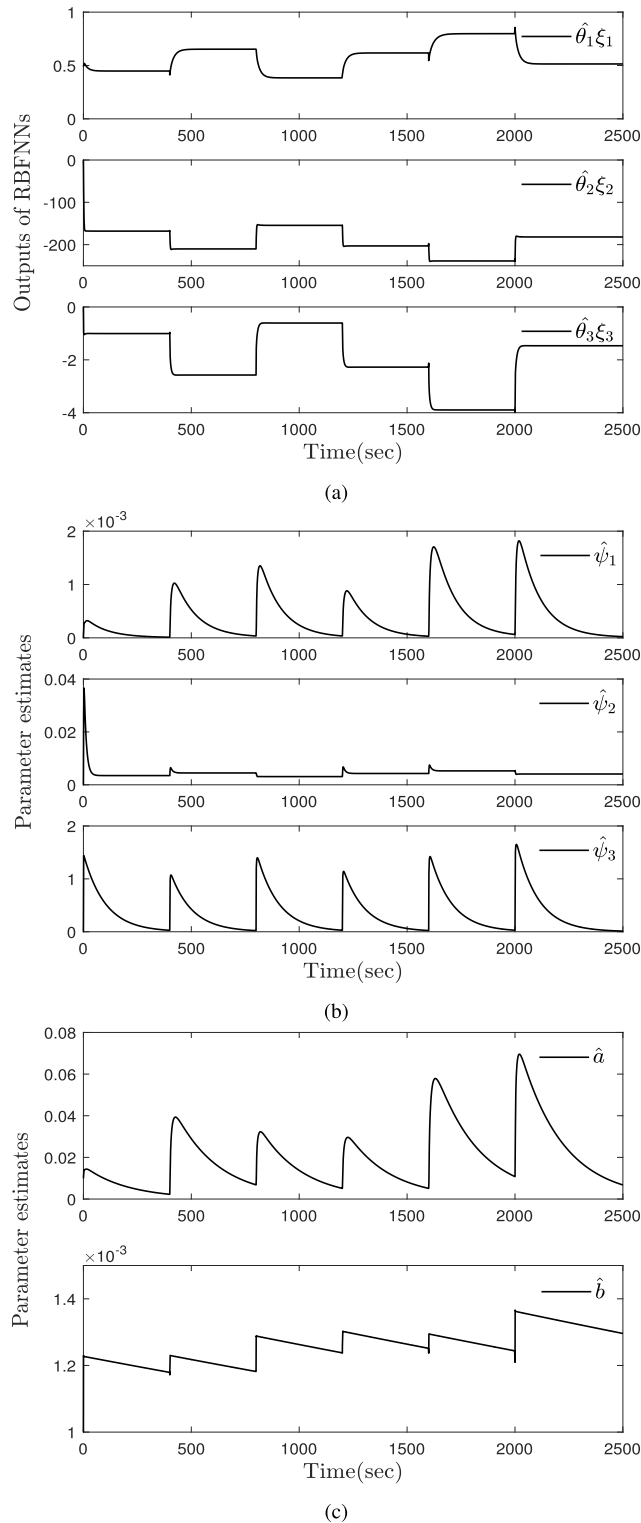 1
0.5
0
0 500 1000 1500 2000 2500
θ̂₁ξ₁
Outputs of RBFNNs
0
-100
-200
0 500 1000 1500 2000 2500
θ̂₂ξ₂
0
-2
-4
0 500 1000 1500 2000 2500
θ̂₃ξ₃
Time(sec)
(a)
×10⁻³
2
1
0
0 500 1000 1500 2000 2500
ψ̂₁
Parameter estimates
0.04
0.02
0
0 500 1000 1500 2000 2500
ψ̂₂
2
1
0
0 500 1000 1500 2000 2500
ψ̂₃
Time(sec)
(b)
0.08
0.06
0.04
0.02
0
0 500 1000 1500 2000 2500
â
Parameter estimates
×10⁻³
1.4
1.2
1
0 500 1000 1500 2000 2500
b̂
Time(sec)
(c)